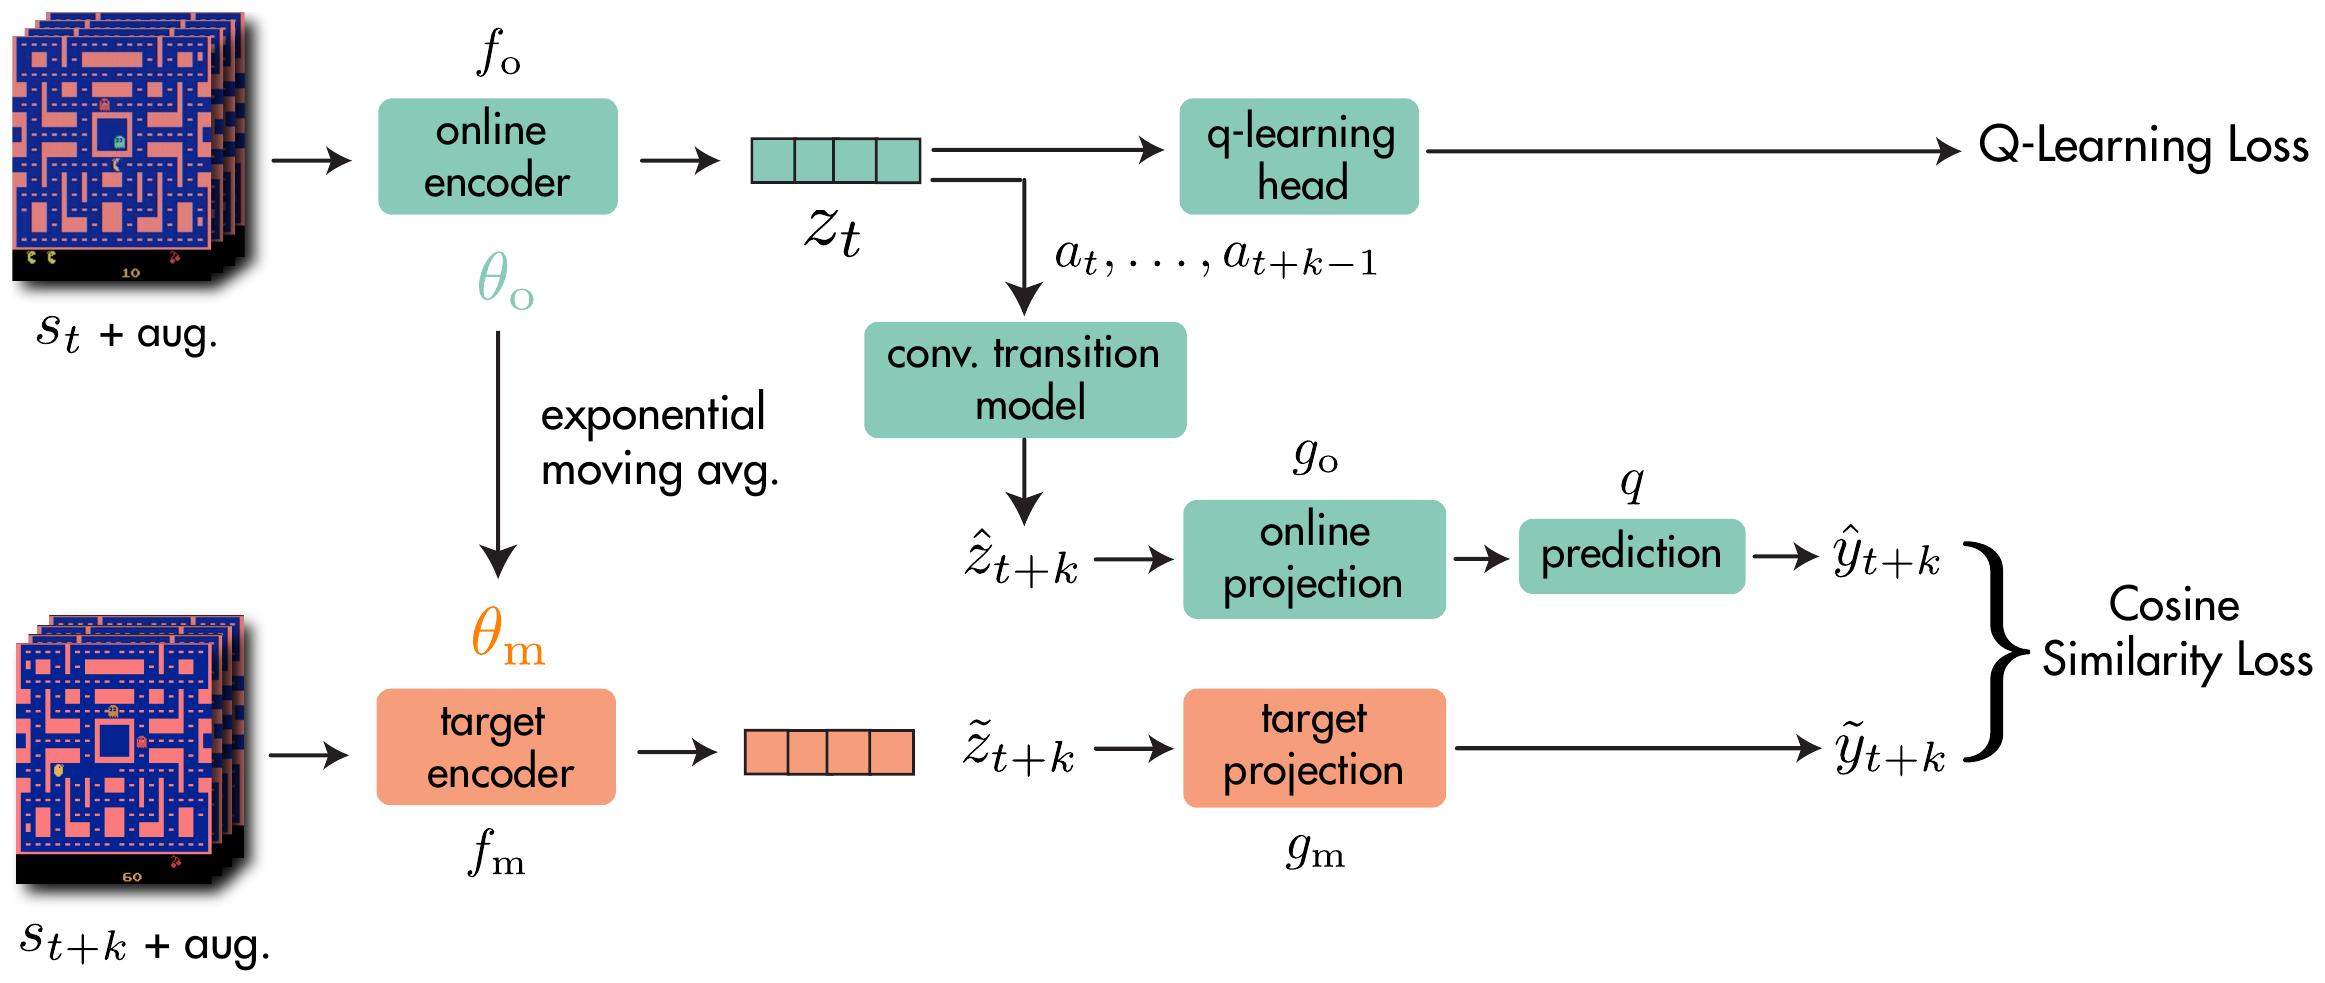 f_o
online
encoder
q-learning
head
Q-Learning Loss
z_t
10
s_t + aug.
θ_o
a_t, . . . , a_{t+k−1}
conv. transition
model
exponential
moving avg.
g_o
q
ẑ_{t+k}
online
projection
prediction
ŷ_{t+k}
Cosine
Similarity Loss
θ_m
target
encoder
z̃_{t+k}
target
projection
ỹ_{t+k}
f_m
g_m
60
s_{t+k} + aug.